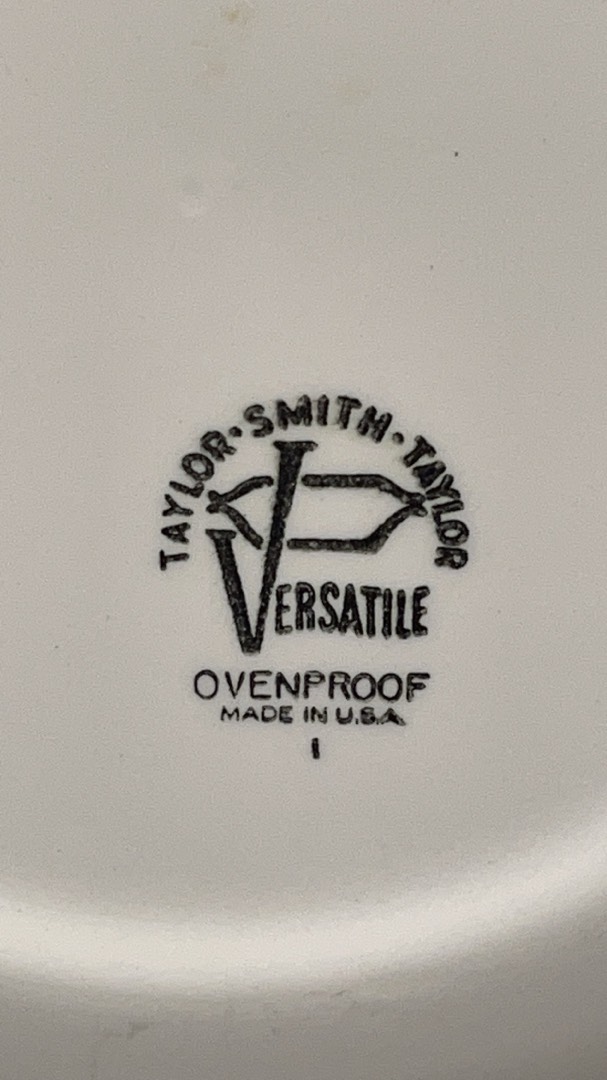 TAYLOR·SMITH·TAYLOR
VERSATILE
OVENPROOF
MADE IN U.S.A.
1